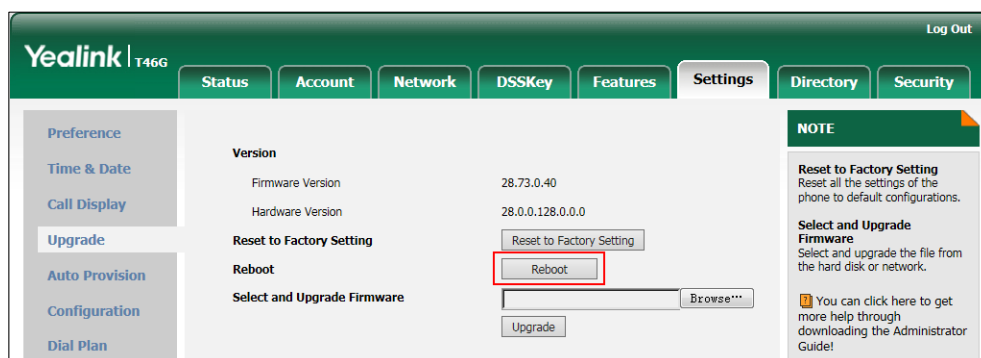 Log Out
Yealink | T46G
Status Account Network DSSKey Features Settings Directory Security
Preference
Time & Date
Call Display
Upgrade
Auto Provision
Configuration
Dial Plan
Version
Firmware Version 28.73.0.40
Hardware Version 28.0.0.128.0.0.0
Reset to Factory Setting Reset to Factory Setting
Reboot Reboot
Select and Upgrade Firmware Browse...
Upgrade
NOTE
Reset to Factory Setting
Reset all the settings of the
phone to default configurations.
Select and Upgrade
Firmware
Select and upgrade the file from
the hard disk or network.
You can click here to get
more help through
downloading the Administrator
Guide!